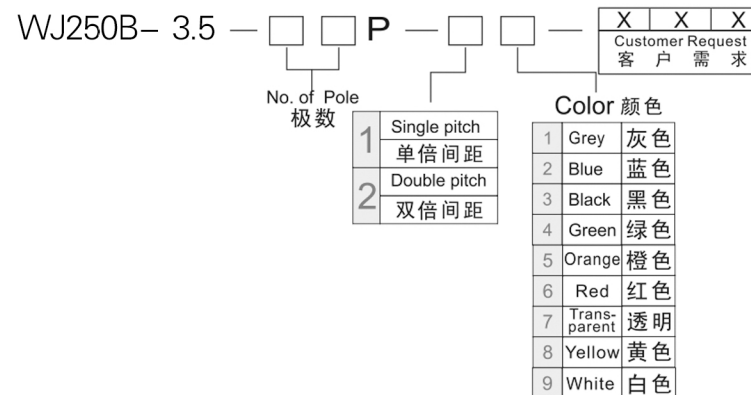 WJ250B– 3.5 — □ □ P — □ □ — X X X
Customer Request
客 户 需 求
No. of Pole
极数
1 Single pitch
单倍间距
2 Double pitch
双倍间距
Color 颜色
1 Grey 灰色
2 Blue 蓝色
3 Black 黑色
4 Green 绿色
5 Orange 橙色
6 Red 红色
7 Trans-
parent 透明
8 Yellow 黄色
9 White 白色